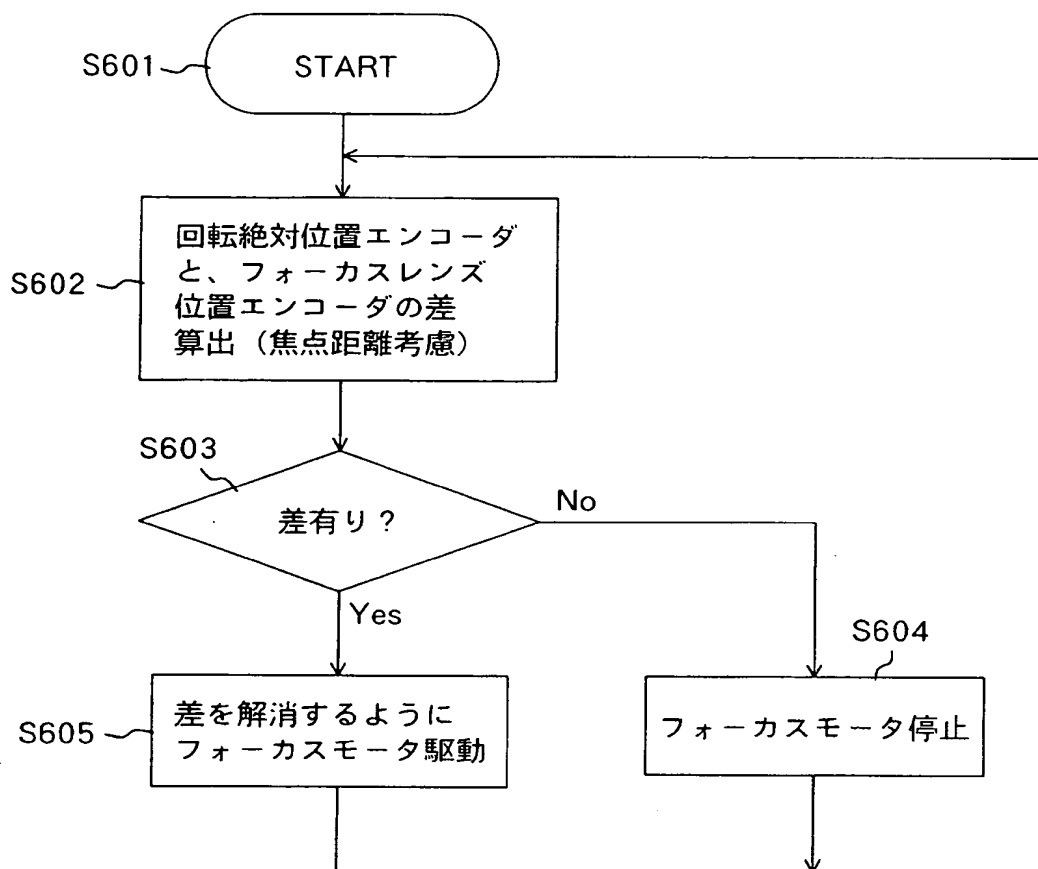 S601
START
S602
回転絶対位置エンコーダ
と、フォーカスレンズ
位置エンコーダの差
算出（焦点距離考慮）
S603
差有り？
No
Yes
S604
フォーカスモータ停止
S605
差を解消するように
フォーカスモータ駆動